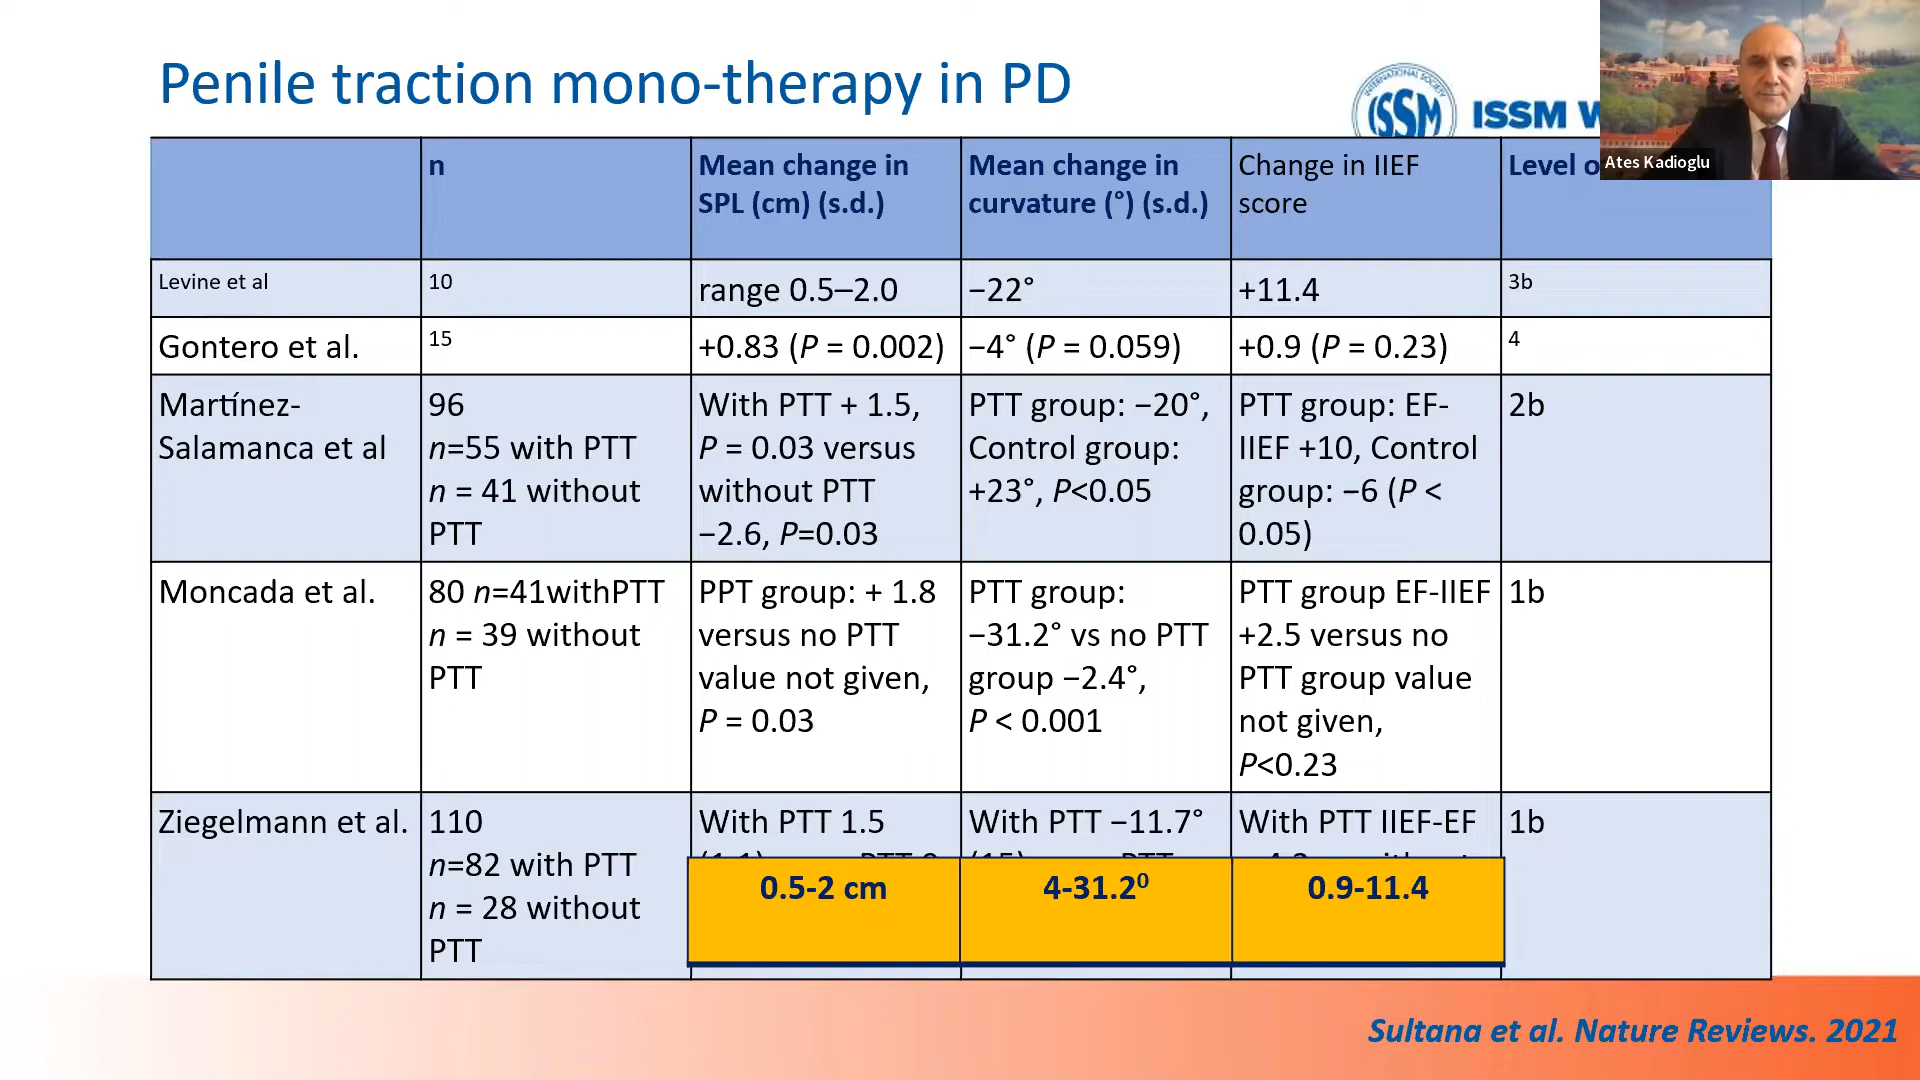 Penile traction mono-therapy in PD
INTERNATIONAL SOCIETY
ISSM
ISSM W
Ates Kadioglu
n
Mean change in
SPL (cm) (s.d.)
Mean change in
curvature (°) (s.d.)
Change in IIEF
score
Level o
Levine et al
10
range 0.5–2.0
−22°
+11.4
3b
Gontero et al.
15
+0.83 (P = 0.002)
−4° (P = 0.059)
+0.9 (P = 0.23)
4
Martínez-
Salamanca et al
96
n=55 with PTT
n = 41 without
PTT
With PTT + 1.5,
P = 0.03 versus
without PTT
−2.6, P=0.03
PTT group: −20°,
Control group:
+23°, P<0.05
PTT group: EF-
IIEF +10, Control
group: −6 (P <
0.05)
2b
Moncada et al.
80 n=41withPTT
n = 39 without
PTT
PPT group: + 1.8
versus no PTT
value not given,
P = 0.03
PTT group:
−31.2° vs no PTT
group −2.4°,
P < 0.001
PTT group EF-IIEF
+2.5 versus no
PTT group value
not given,
P<0.23
1b
Ziegelmann et al.
110
n=82 with PTT
n = 28 without
PTT
With PTT 1.5
With PTT −11.7°
With PTT IIEF-EF
1b
0.5-2 cm
4-31.2⁰
0.9-11.4
Sultana et al. Nature Reviews. 2021